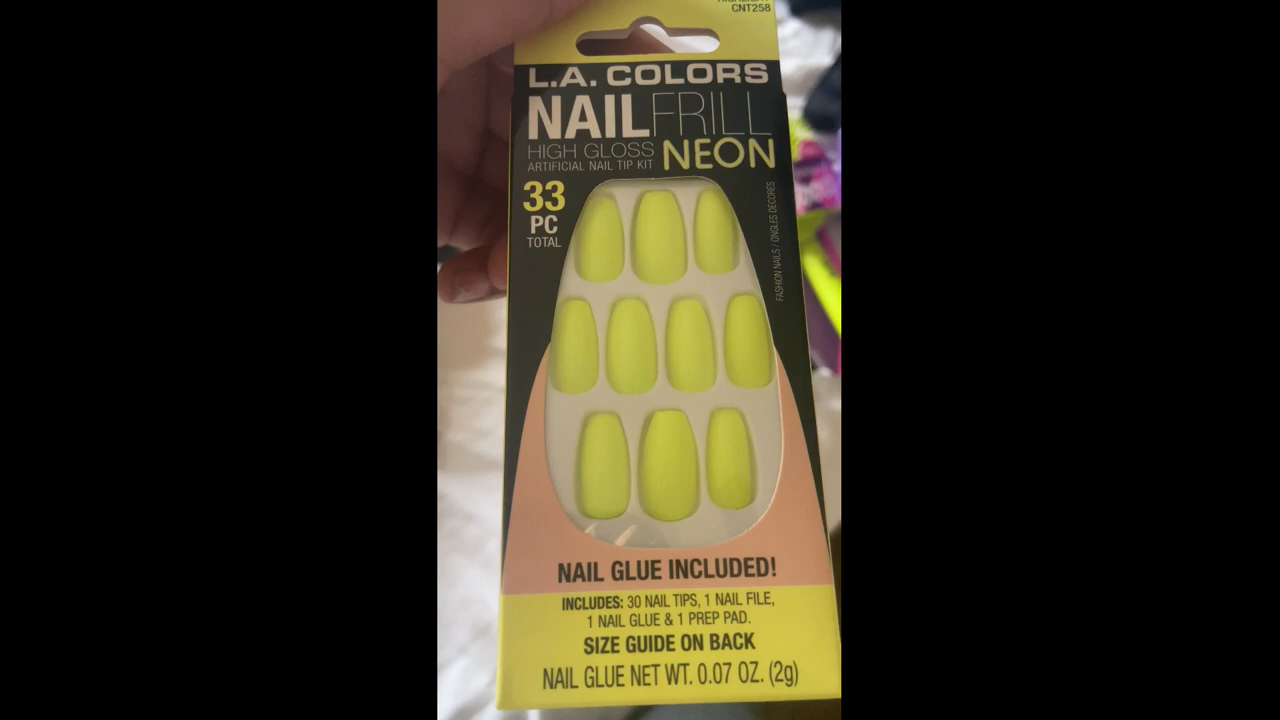 CNT258
L.A. COLORS
NAILFRILL
HIGH GLOSS NEON
ARTIFICIAL NAIL TIP KIT
33
PC
TOTAL
FASHION NAILS / ONGLES DECORES
NAIL GLUE INCLUDED!
INCLUDES: 30 NAIL TIPS, 1 NAIL FILE,
1 NAIL GLUE & 1 PREP PAD.
SIZE GUIDE ON BACK
NAIL GLUE NET WT. 0.07 OZ. (2g)